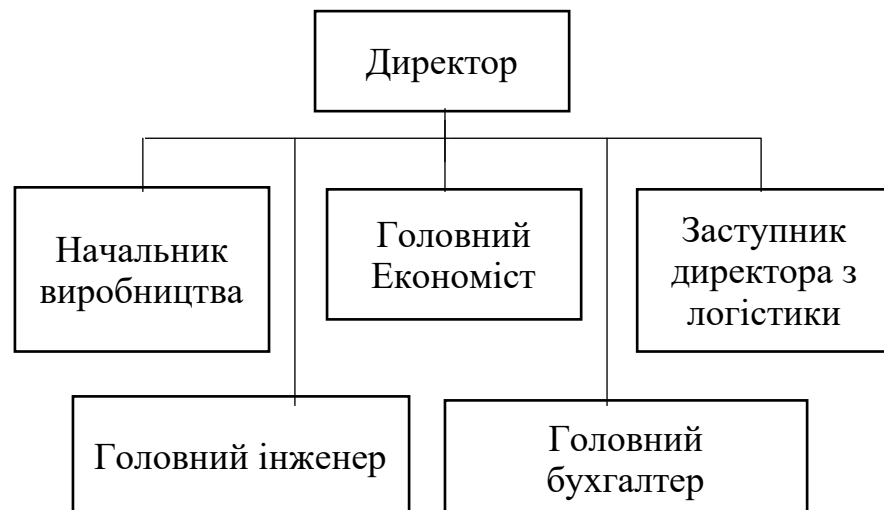 Директор
Начальник
виробництва
Головний
Економіст
Заступник
директора з
логістики
Головний інженер
Головний
бухгалтер